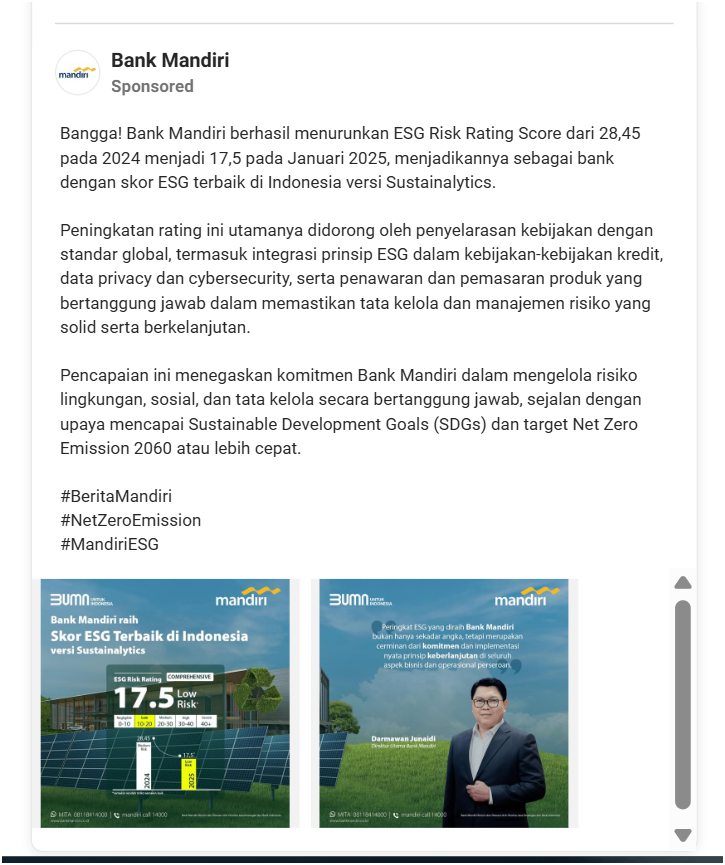 mandiri
Bank Mandiri
Sponsored
Bangga! Bank Mandiri berhasil menurunkan ESG Risk Rating Score dari 28,45
pada 2024 menjadi 17,5 pada Januari 2025, menjadikannya sebagai bank
dengan skor ESG terbaik di Indonesia versi Sustainalytics.
Peningkatan rating ini utamanya didorong oleh penyelarasan kebijakan dengan
standar global, termasuk integrasi prinsip ESG dalam kebijakan-kebijakan kredit,
data privacy dan cybersecurity, serta penawaran dan pemasaran produk yang
bertanggung jawab dalam memastikan tata kelola dan manajemen risiko yang
solid serta berkelanjutan.
Pencapaian ini menegaskan komitmen Bank Mandiri dalam mengelola risiko
lingkungan, sosial, dan tata kelola secara bertanggung jawab, sejalan dengan
upaya mencapai Sustainable Development Goals (SDGs) dan target Net Zero
Emission 2060 atau lebih cepat.
#BeritaMandiri
#NetZeroEmission
#MandiriESG
BUMN UNTUK INDONESIA
mandiri
Bank Mandiri raih
Skor ESG Terbaik di Indonesia
versi Sustainalytics
ESG Risk Rating COMPREHENSIVE
17.5 Low Risk
Negligible Low Medium High Severe
0-10 10-20 20-30 30-40 40+
28,45
Medium Risk
17,5
Low Risk
2024
2025
MITA 08118414000 | mandiri call 14000
BUMN UNTUK INDONESIA
mandiri
Peringkat ESG yang diraih Bank Mandiri
bukan hanya sekadar angka, tetapi merupakan
cerminan dari komitmen dan implementasi
nyata prinsip keberlanjutan di seluruh
aspek bisnis dan operasional perseroan.
Darmawan Junaidi
Direktur Utama Bank Mandiri
MITA 08118414000 | mandiri call 14000